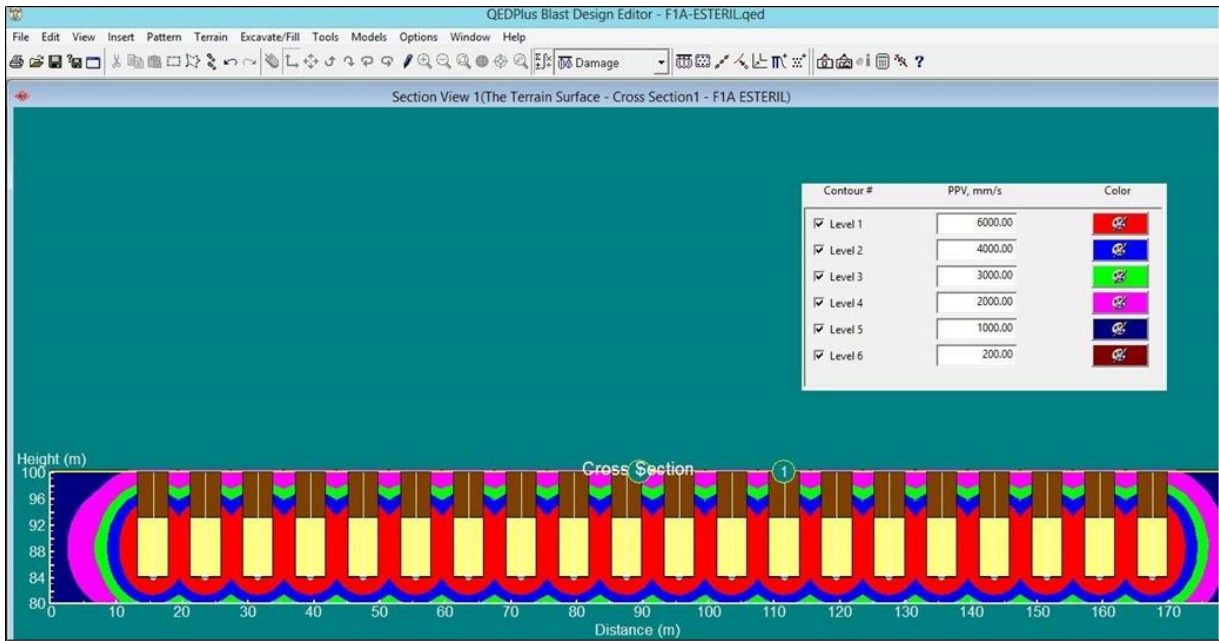 QEDPlus Blast Design Editor - F1A-ESTERIL.qed
File Edit View Insert Pattern Terrain Excavate/Fill Tools Models Options Window Help
Damage
Section View 1(The Terrain Surface - Cross Section1 - F1A ESTERIL)
Contour # PPV, mm/s Color
Level 1 6000.00
Level 2 4000.00
Level 3 3000.00
Level 4 2000.00
Level 5 1000.00
Level 6 200.00
Height (m)
Cross Section 1
100
96
92
88
84
80
0 10 20 30 40 50 60 70 80 90 100 110 120 130 140 150 160 170
Distance (m)